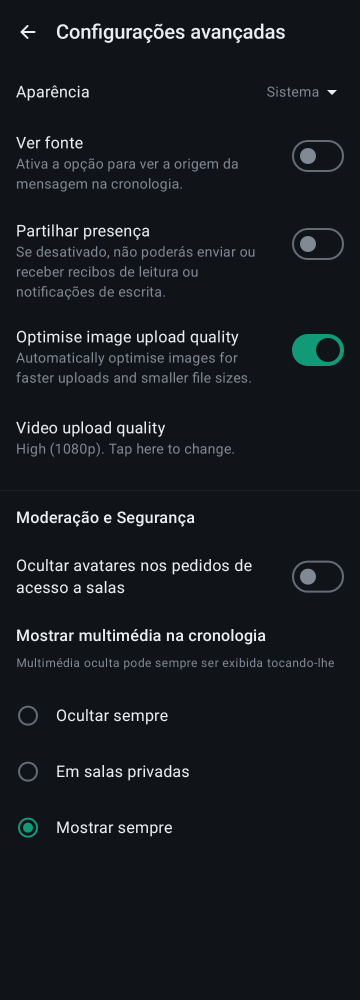 Configurações avançadas
Aparência
Sistema
Ver fonte
Ativa a opção para ver a origem da
mensagem na cronologia.
Partilhar presença
Se desativado, não poderás enviar ou
receber recibos de leitura ou
notificações de escrita.
Optimise image upload quality
Automatically optimise images for
faster uploads and smaller file sizes.
Video upload quality
High (1080p). Tap here to change.
Moderação e Segurança
Ocultar avatares nos pedidos de
acesso a salas
Mostrar multimédia na cronologia
Multimédia oculta pode sempre ser exibida tocando-lhe
Ocultar sempre
Em salas privadas
Mostrar sempre